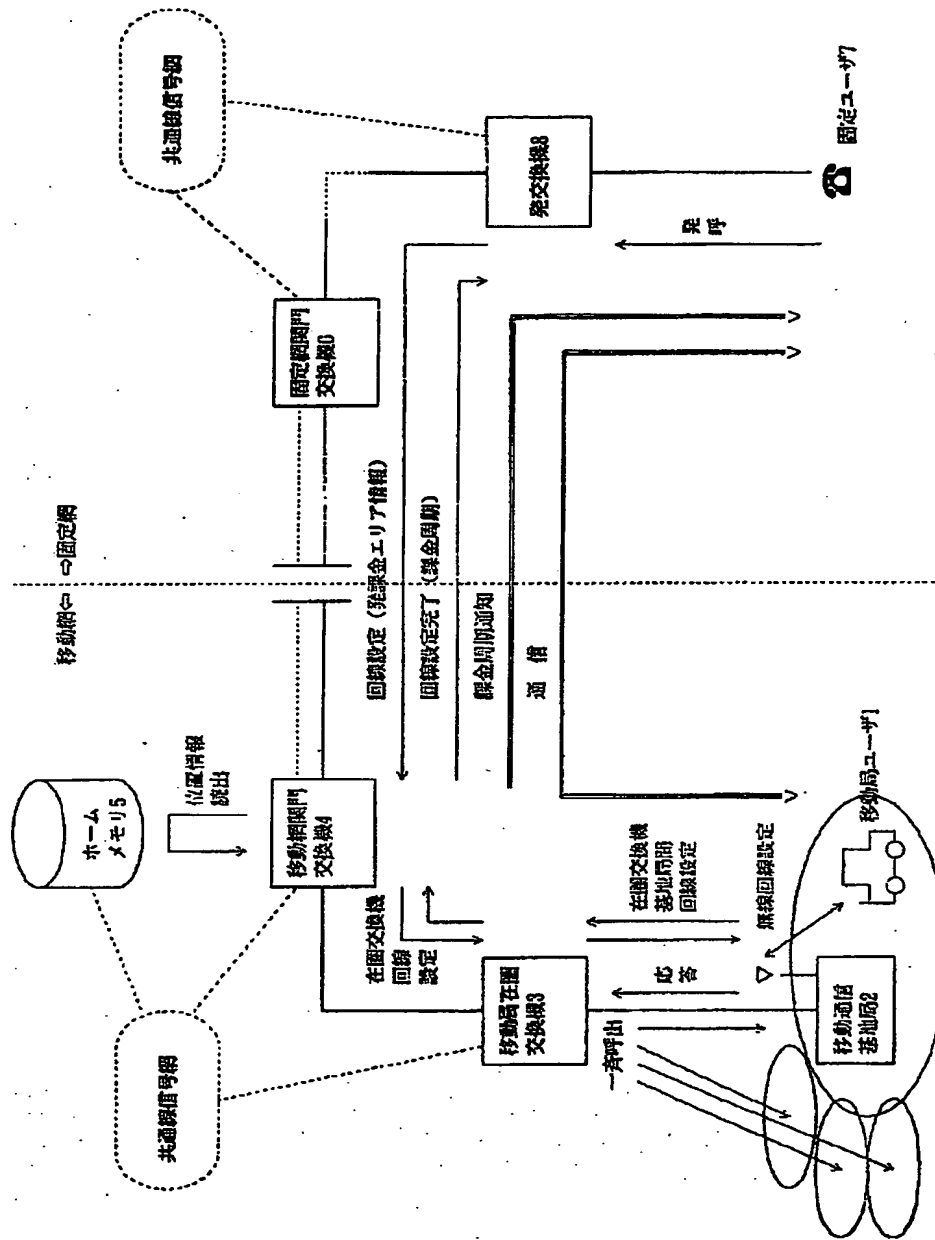 移動網⇦ ⇨固定網
共通線信号網
ホーム
メモリ5
位置情報
読出
移動網関門
交換機4
固定網関門
交換機6
共通線信号網
移動局在圏
交換機3
発交換機8
在圏交換機
回線
設定
回線設定(発課金エリア情報)
回線設定完了(課金周期)
課金周期通知
通 信
発
呼
一斉呼出
応
答
在圏交換機
基地局間
回線設定
無線回線設定
移動通信
基地局2
移動局ユーザ1
固定ユーザ7